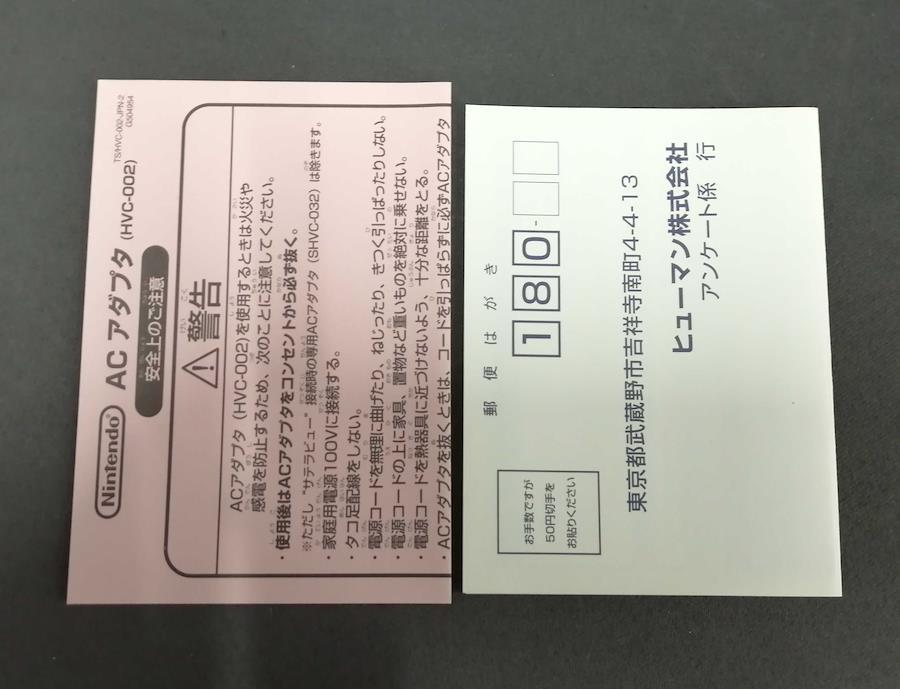 Nintendo
ACアダプタ (HVC-002)
TS/HVC-002-JPN-2
0304954
安全上のご注意
警告
ACアダプタ(HVC-002)を使用するときは火災や
感電を防止するため、次のことに注意してください。
・使用後はACアダプタをコンセントから必ず抜く。
※ただし“サテラビュー”接続時の専用ACアダプタ(SHVC-032)は除きます。
・家庭用電源100Vに接続する。
・タコ足配線をしない。
・電源コードを無理に曲げたり、ねじったり、きつく引っぱったりしない。
・電源コードの上に家具、置物など重いものを絶対に乗せない。
・電源コードを熱器具に近づけないよう、十分な距離をとる。
・ACアダプタを抜くときは、コードを引っぱらずに必ずACアダプタ
郵便はがき
180-
東京都武蔵野市吉祥寺南町4-4-13
ヒューマン株式会社
アンケート係 行
お手数ですが
50円切手を
お貼りください